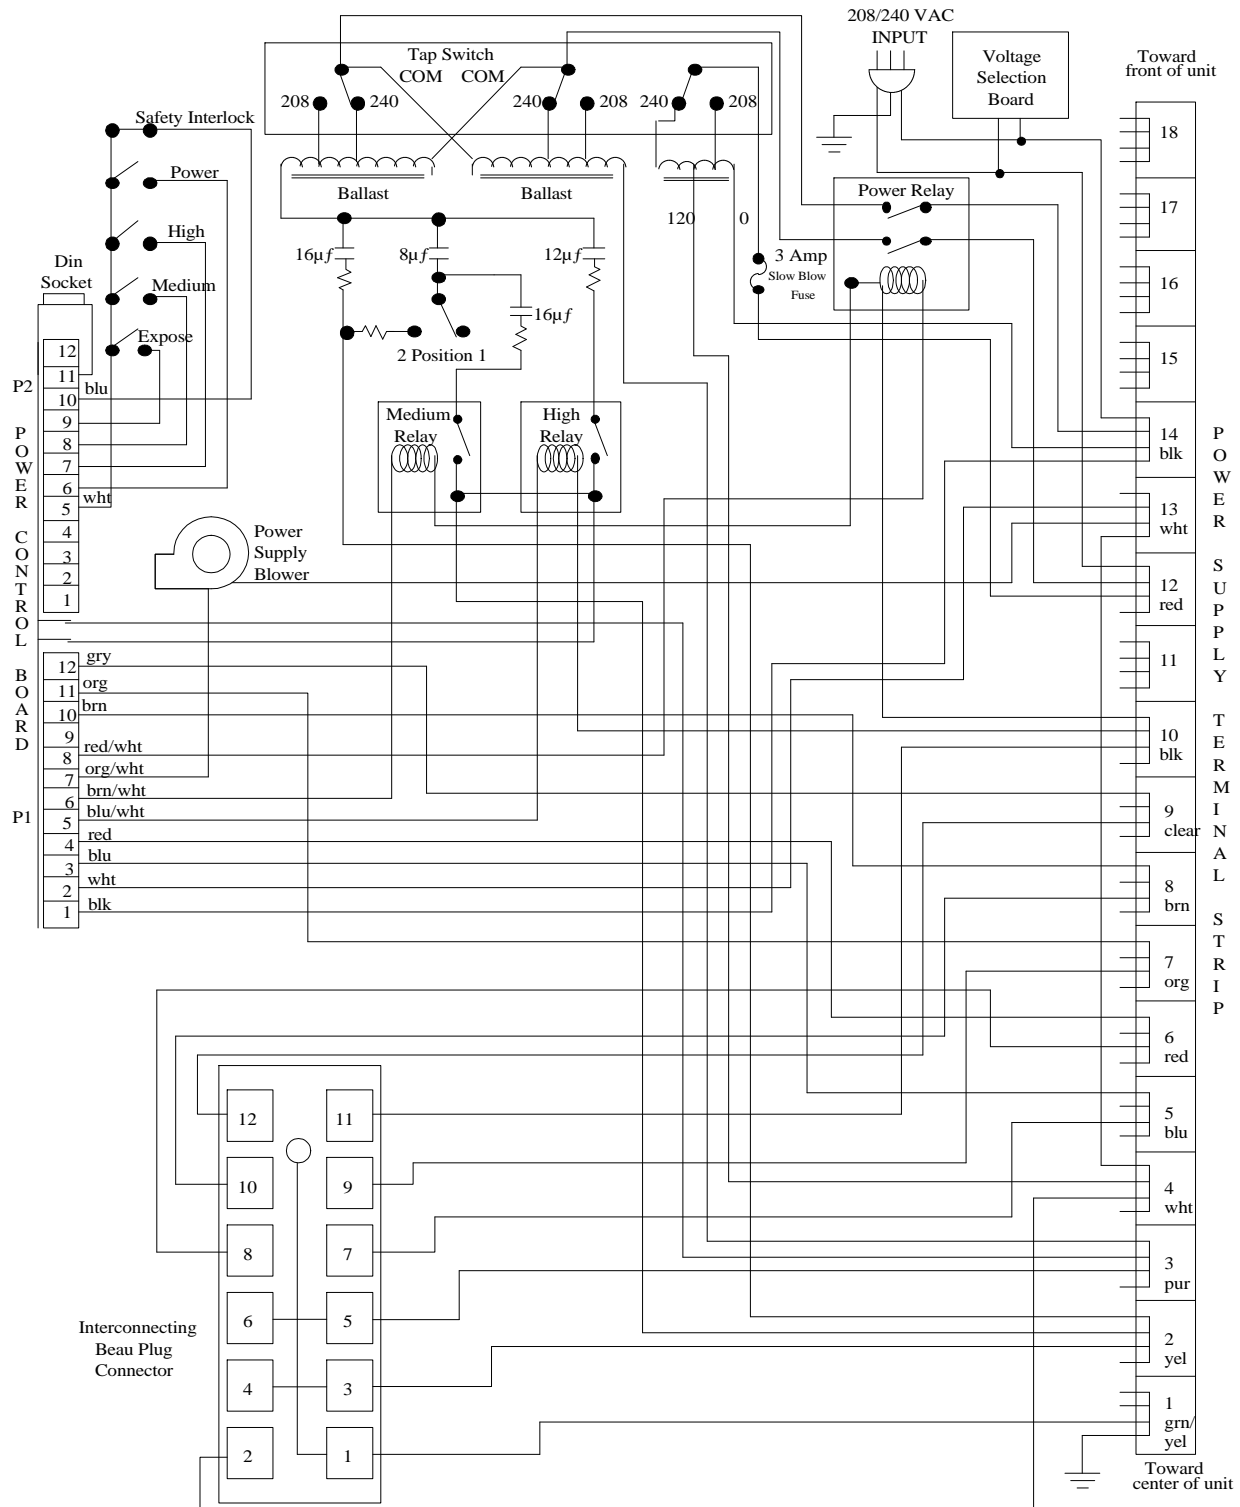 208/240 VAC
INPUT
Voltage
Selection
Board
Toward
front of unit
Tap Switch
COM COM
208 240
240 208
240 208
Ballast
Ballast
120 0
Power Relay
3 Amp
Slow Blow
Fuse
Safety Interlock
Power
High
Medium
Expose
Din
Socket
16µf
8µf
12µf
16µf
2 Position 1
Medium
Relay
High
Relay
P2
12
11
blu
10
9
8
7
6
wht
5
4
3
2
1
Power
Supply
Blower
POWER CONTROL BOARD
P1
12 gry
11 org
10 brn
9
8 red/wht
7 org/wht
6 brn/wht
5 blu/wht
4 red
3 blu
2 wht
1 blk
18
17
16
15
14
blk
13
wht
12
red
11
10
blk
9
clear
8
brn
7
org
6
red
5
blu
4
wht
3
pur
2
yel
1
grn/
yel
POWER SUPPLY TERMINAL STRIP
Toward
center of unit
Interconnecting
Beau Plug
Connector
12 11
10 9
8 7
6 5
4 3
2 1